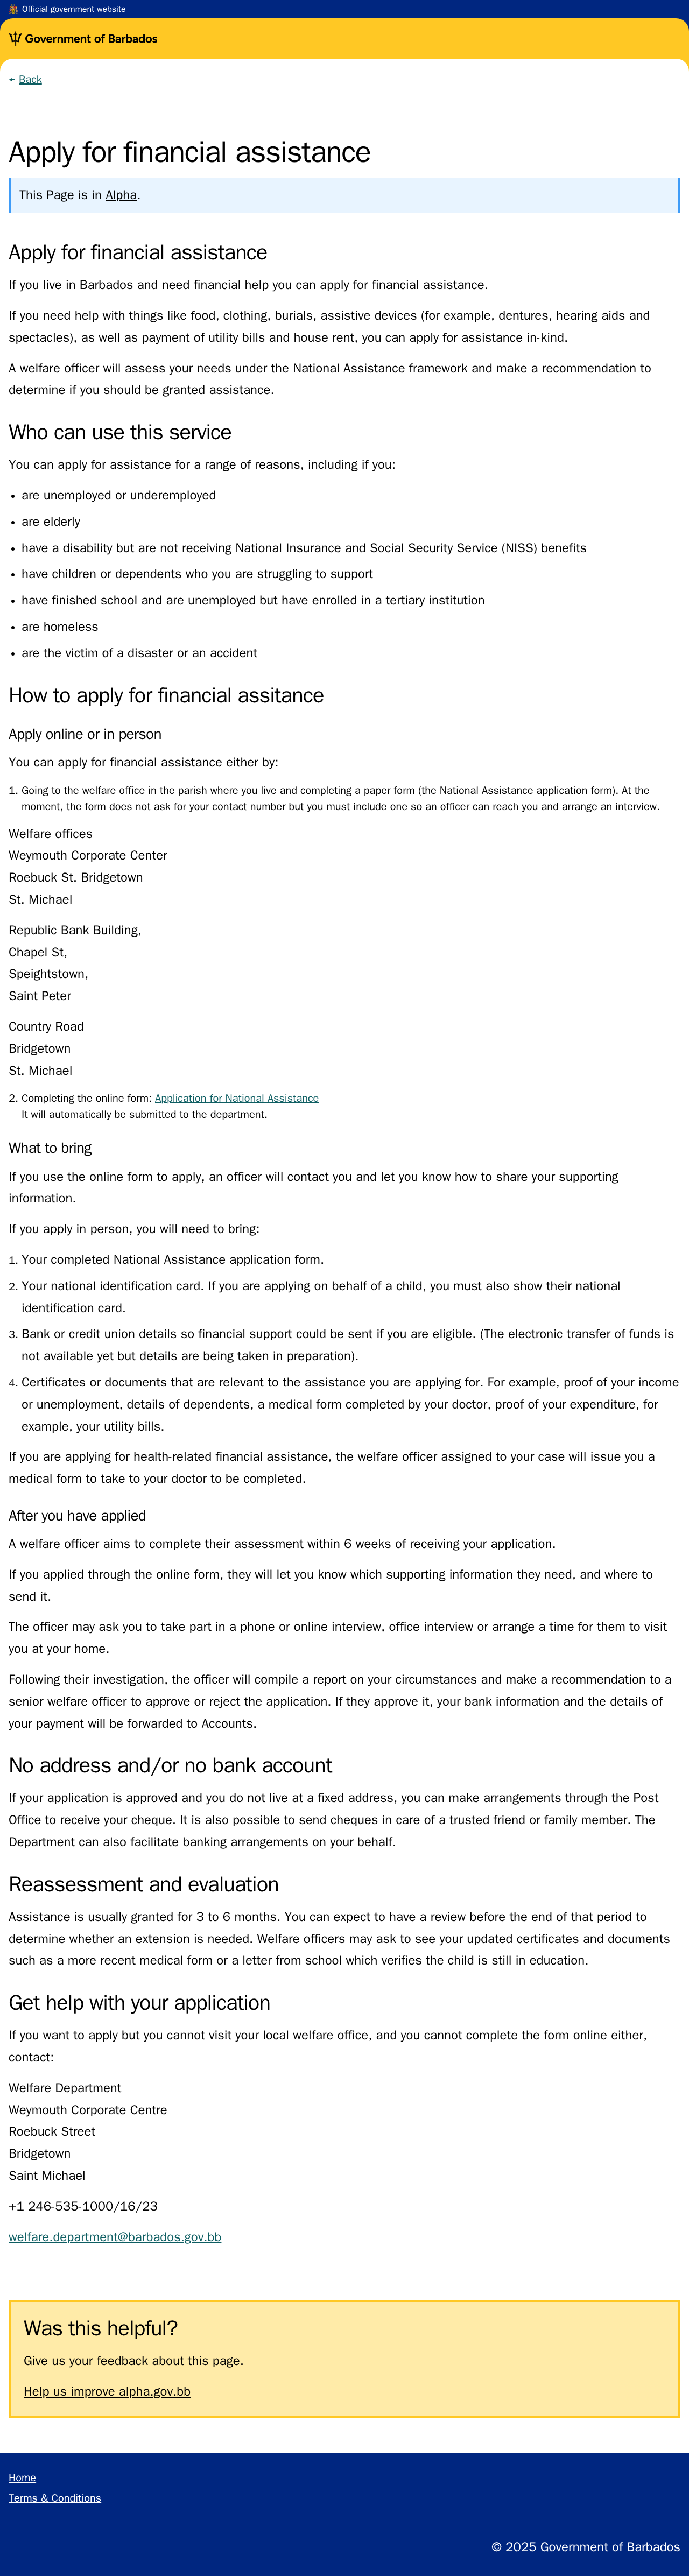 Official government website
Government of Barbados
← Back
Apply for financial assistance
This Page is in Alpha.
Apply for financial assistance
If you live in Barbados and need financial help you can apply for financial assistance.
If you need help with things like food, clothing, burials, assistive devices (for example, dentures, hearing aids and
spectacles), as well as payment of utility bills and house rent, you can apply for assistance in-kind.
A welfare officer will assess your needs under the National Assistance framework and make a recommendation to
determine if you should be granted assistance.
Who can use this service
You can apply for assistance for a range of reasons, including if you:
• are unemployed or underemployed
• are elderly
• have a disability but are not receiving National Insurance and Social Security Service (NISS) benefits
• have children or dependents who you are struggling to support
• have finished school and are unemployed but have enrolled in a tertiary institution
• are homeless
• are the victim of a disaster or an accident
How to apply for financial assitance
Apply online or in person
You can apply for financial assistance either by:
1. Going to the welfare office in the parish where you live and completing a paper form (the National Assistance application form). At the
moment, the form does not ask for your contact number but you must include one so an officer can reach you and arrange an interview.
Welfare offices
Weymouth Corporate Center
Roebuck St. Bridgetown
St. Michael
Republic Bank Building,
Chapel St,
Speightstown,
Saint Peter
Country Road
Bridgetown
St. Michael
2. Completing the online form: Application for National Assistance
It will automatically be submitted to the department.
What to bring
If you use the online form to apply, an officer will contact you and let you know how to share your supporting
information.
If you apply in person, you will need to bring:
1. Your completed National Assistance application form.
2. Your national identification card. If you are applying on behalf of a child, you must also show their national
identification card.
3. Bank or credit union details so financial support could be sent if you are eligible. (The electronic transfer of funds is
not available yet but details are being taken in preparation).
4. Certificates or documents that are relevant to the assistance you are applying for. For example, proof of your income
or unemployment, details of dependents, a medical form completed by your doctor, proof of your expenditure, for
example, your utility bills.
If you are applying for health-related financial assistance, the welfare officer assigned to your case will issue you a
medical form to take to your doctor to be completed.
After you have applied
A welfare officer aims to complete their assessment within 6 weeks of receiving your application.
If you applied through the online form, they will let you know which supporting information they need, and where to
send it.
The officer may ask you to take part in a phone or online interview, office interview or arrange a time for them to visit
you at your home.
Following their investigation, the officer will compile a report on your circumstances and make a recommendation to a
senior welfare officer to approve or reject the application. If they approve it, your bank information and the details of
your payment will be forwarded to Accounts.
No address and/or no bank account
If your application is approved and you do not live at a fixed address, you can make arrangements through the Post
Office to receive your cheque. It is also possible to send cheques in care of a trusted friend or family member. The
Department can also facilitate banking arrangements on your behalf.
Reassessment and evaluation
Assistance is usually granted for 3 to 6 months. You can expect to have a review before the end of that period to
determine whether an extension is needed. Welfare officers may ask to see your updated certificates and documents
such as a more recent medical form or a letter from school which verifies the child is still in education.
Get help with your application
If you want to apply but you cannot visit your local welfare office, and you cannot complete the form online either,
contact:
Welfare Department
Weymouth Corporate Centre
Roebuck Street
Bridgetown
Saint Michael
+1 246-535-1000/16/23
welfare.department@barbados.gov.bb
Was this helpful?
Give us your feedback about this page.
Help us improve alpha.gov.bb
Home
Terms & Conditions
© 2025 Government of Barbados